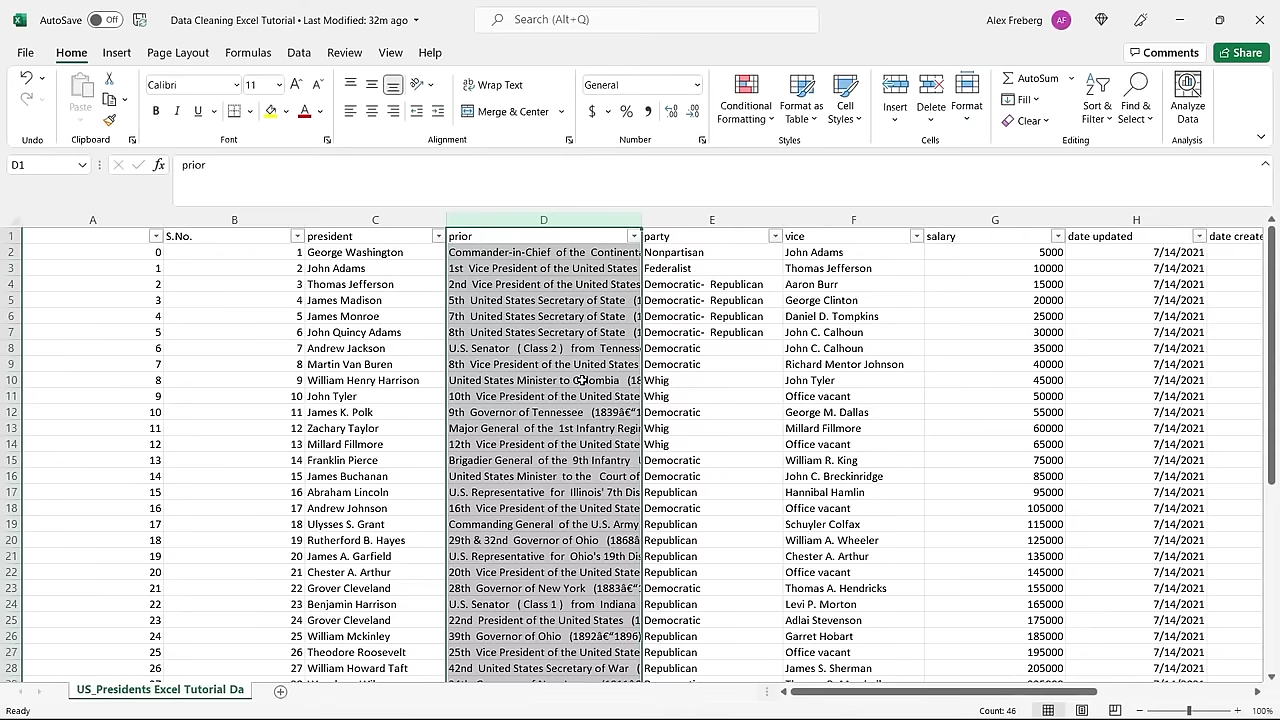 AutoSave Off Data Cleaning Excel Tutorial • Last Modified: 32m ago Search (Alt+Q) Alex Freberg AF
File Home Insert Page Layout Formulas Data Review View Help Comments Share
Calibri 11 Wrap Text General AutoSum
Paste B I U Merge & Center $ % Conditional Formatting Format as Table Cell Styles Insert Delete Format Fill Clear Sort & Filter Find & Select Analyze Data
Undo Clipboard Font Alignment Number Styles Cells Editing Analysis
D1 fx prior
A B C D E F G H
1 S.No. president prior party vice salary date updated date create
2 0 1 George Washington Commander-in-Chief of the Continent Nonpartisan John Adams 5000 7/14/2021
3 1 2 John Adams 1st Vice President of the United States Federalist Thomas Jefferson 10000 7/14/2021
4 2 3 Thomas Jefferson 2nd Vice President of the United States Democratic- Republican Aaron Burr 15000 7/14/2021
5 3 4 James Madison 5th United States Secretary of State (1 Democratic- Republican George Clinton 20000 7/14/2021
6 4 5 James Monroe 7th United States Secretary of State (1 Democratic- Republican Daniel D. Tompkins 25000 7/14/2021
7 5 6 John Quincy Adams 8th United States Secretary of State (1 Democratic- Republican John C. Calhoun 30000 7/14/2021
8 6 7 Andrew Jackson U.S. Senator ( Class 2 ) from Tenness Democratic John C. Calhoun 35000 7/14/2021
9 7 8 Martin Van Buren 8th Vice President of the United States Democratic Richard Mentor Johnson 40000 7/14/2021
10 8 9 William Henry Harrison United States Minister to Colombia (18 Whig John Tyler 45000 7/14/2021
11 9 10 John Tyler 10th Vice President of the United State Whig Office vacant 50000 7/14/2021
12 10 11 James K. Polk 9th Governor of Tennessee (1839â€“1 Democratic George M. Dallas 55000 7/14/2021
13 11 12 Zachary Taylor Major General of the 1st Infantry Regi Whig Millard Fillmore 60000 7/14/2021
14 12 13 Millard Fillmore 12th Vice President of the United State Whig Office vacant 65000 7/14/2021
15 13 14 Franklin Pierce Brigadier General of the 9th Infantry Democratic William R. King 75000 7/14/2021
16 14 15 James Buchanan United States Minister to the Court of Democratic John C. Breckinridge 85000 7/14/2021
17 15 16 Abraham Lincoln U.S. Representative for Illinois' 7th Dis Republican Hannibal Hamlin 95000 7/14/2021
18 16 17 Andrew Johnson 16th Vice President of the United State Republican Office vacant 105000 7/14/2021
19 17 18 Ulysses S. Grant Commanding General of the U.S. Army Republican Schuyler Colfax 115000 7/14/2021
20 18 19 Rutherford B. Hayes 29th & 32nd Governor of Ohio (1868â Republican William A. Wheeler 125000 7/14/2021
21 19 20 James A. Garfield U.S. Representative for Ohio's 19th Dis Republican Chester A. Arthur 135000 7/14/2021
22 20 21 Chester A. Arthur 20th Vice President of the United State Republican Office vacant 145000 7/14/2021
23 21 22 Grover Cleveland 28th Governor of New York (1883â€“ Democratic Thomas A. Hendricks 155000 7/14/2021
24 22 23 Benjamin Harrison U.S. Senator ( Class 1 ) from Indiana Republican Levi P. Morton 165000 7/14/2021
25 23 24 Grover Cleveland 22nd President of the United States (1 Democratic Adlai Stevenson 175000 7/14/2021
26 24 25 William Mckinley 39th Governor of Ohio (1892â€“1896) Republican Garret Hobart 185000 7/14/2021
27 25 26 Theodore Roosevelt 25th Vice President of the United State Republican Office vacant 195000 7/14/2021
28 26 27 William Howard Taft 42nd United States Secretary of War ( Republican James S. Sherman 205000 7/14/2021
US_Presidents Excel Tutorial Da
Ready Count: 46 100%